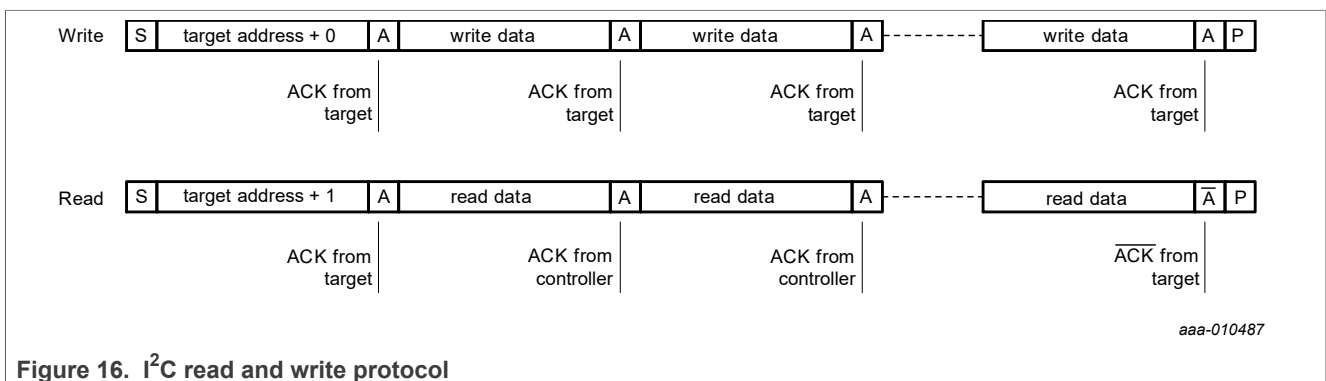 Write S target address + 0 A write data A write data A write data A P
ACK from target ACK from target ACK from target ACK from target
Read S target address + 1 A read data A read data A read data A̅ P
ACK from target ACK from controller ACK from controller A̅C̅K̅ from target
aaa-010487
Figure 16. I²C read and write protocol